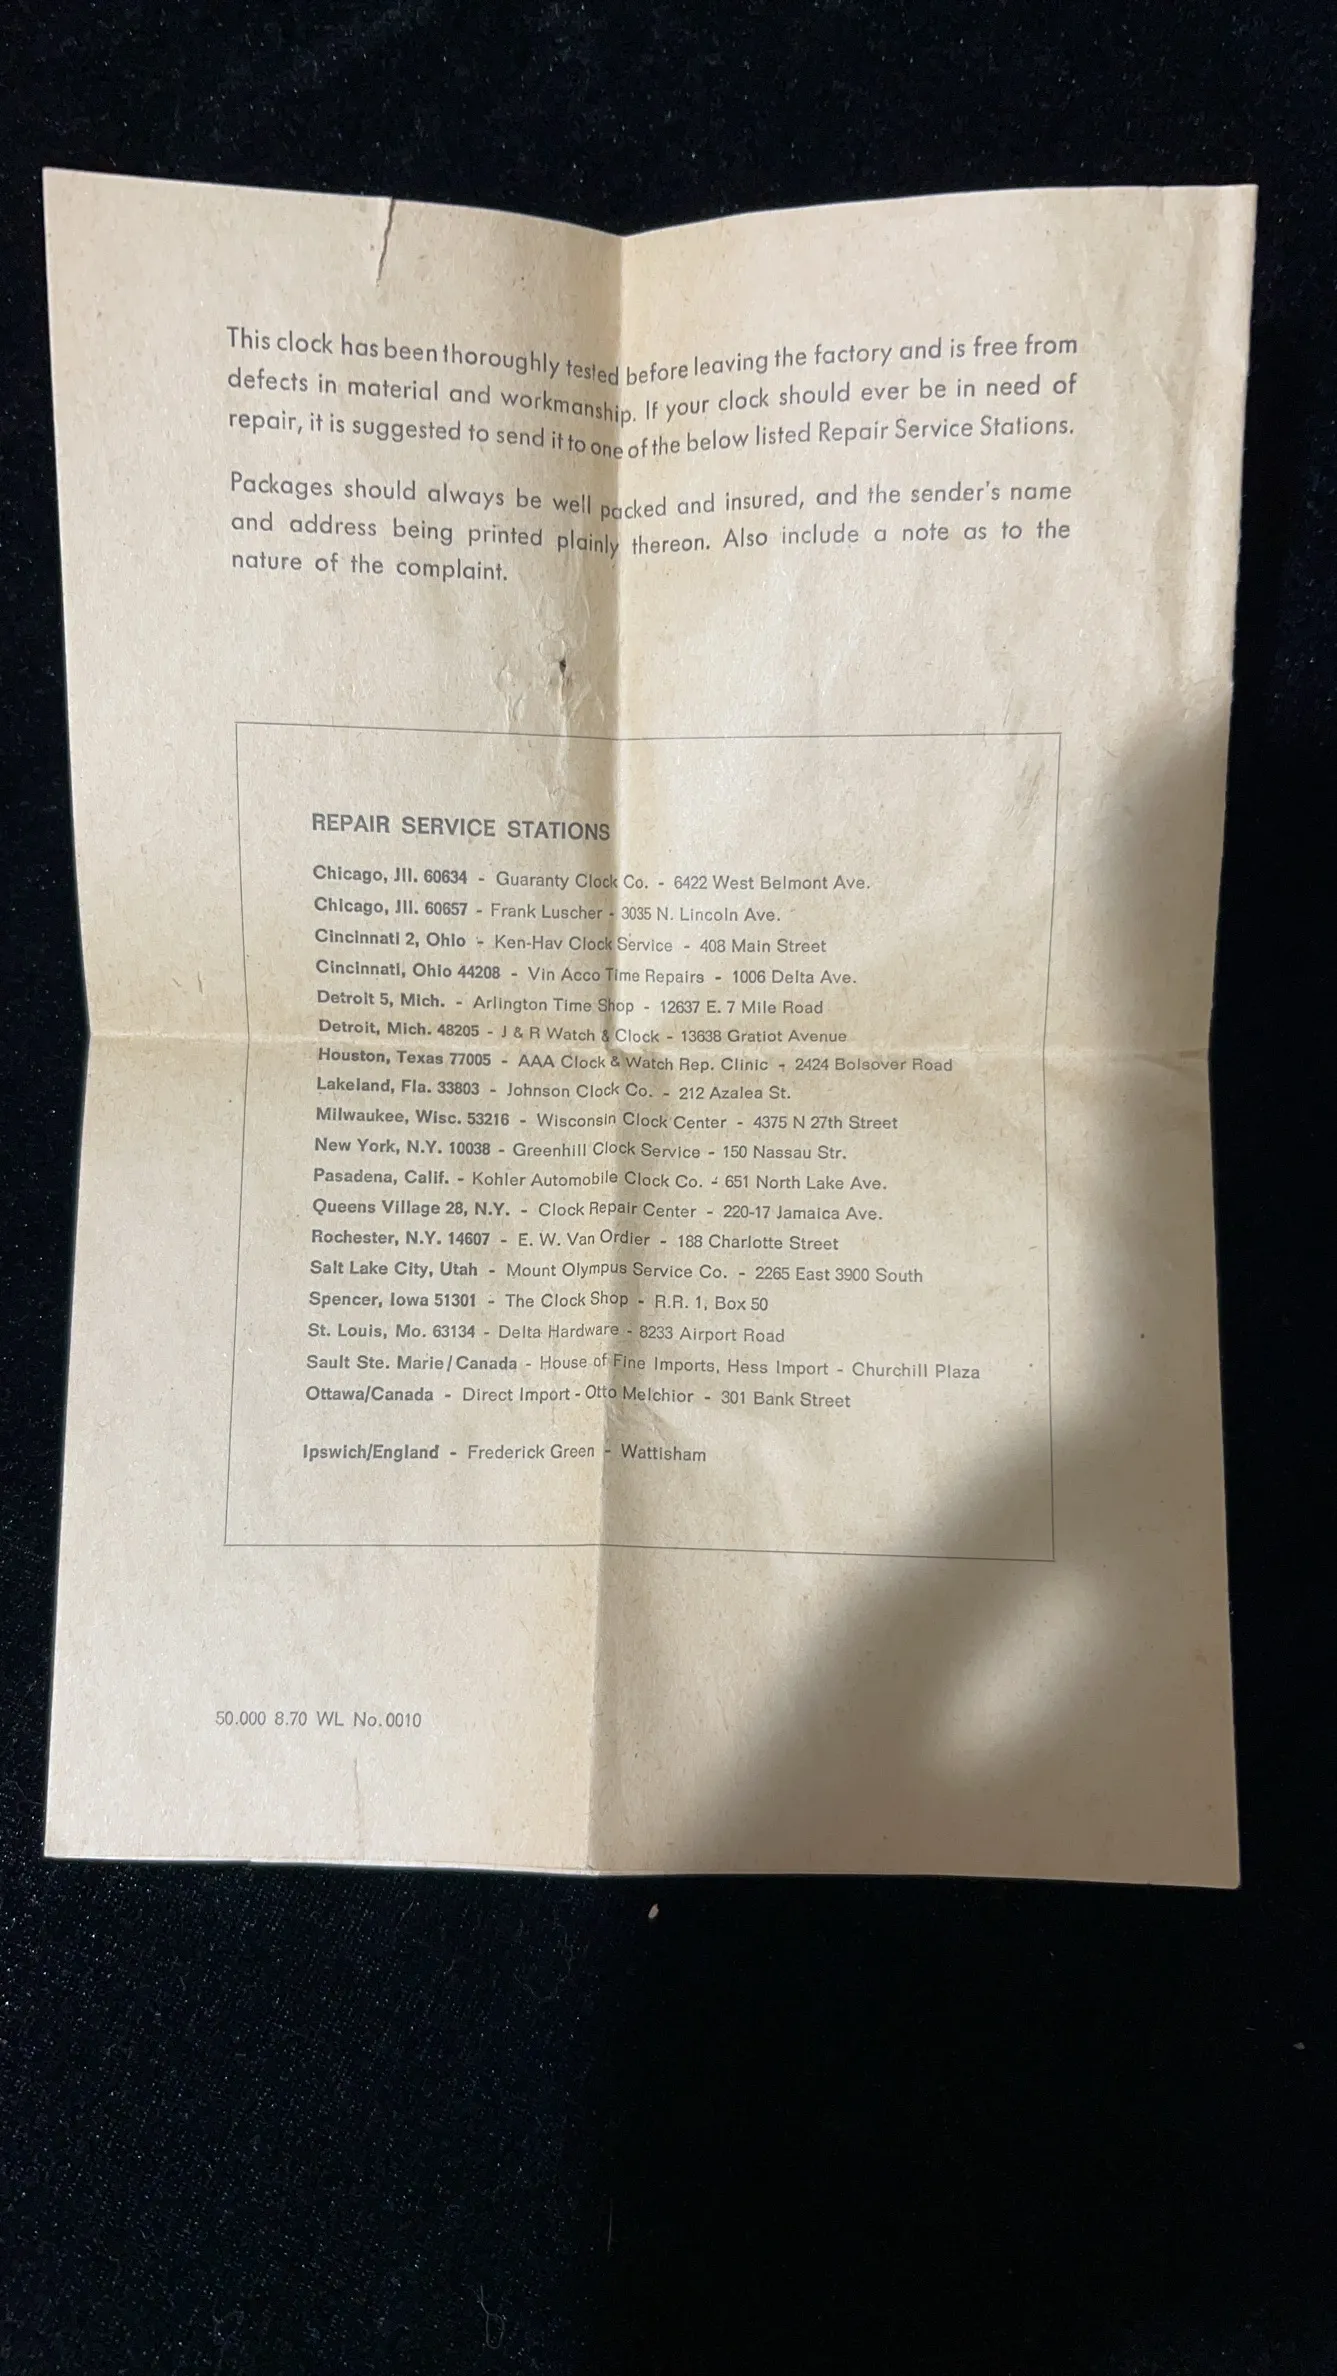 This clock has been thoroughly tested before leaving the factory and is free from
defects in material and workmanship. If your clock should ever be in need of
repair, it is suggested to send it to one of the below listed Repair Service Stations.
Packages should always be well packed and insured, and the sender's name
and address being printed plainly thereon. Also include a note as to the
nature of the complaint.
REPAIR SERVICE STATIONS
Chicago, Jll. 60634 - Guaranty Clock Co. - 6422 West Belmont Ave.
Chicago, Jll. 60657 - Frank Luscher - 3035 N. Lincoln Ave.
Cincinnati 2, Ohio - Ken-Hav Clock Service - 408 Main Street
Cincinnati, Ohio 44208 - Vin Acco Time Repairs - 1006 Delta Ave.
Detroit 5, Mich. - Arlington Time Shop - 12637 E. 7 Mile Road
Detroit, Mich. 48205 - J & R Watch & Clock - 13638 Gratiot Avenue
Houston, Texas 77005 - AAA Clock & Watch Rep. Clinic - 2424 Bolsover Road
Lakeland, Fla. 33803 - Johnson Clock Co. - 212 Azalea St.
Milwaukee, Wisc. 53216 - Wisconsin Clock Center - 4375 N 27th Street
New York, N.Y. 10038 - Greenhill Clock Service - 150 Nassau Str.
Pasadena, Calif. - Kohler Automobile Clock Co. - 651 North Lake Ave.
Queens Village 28, N.Y. - Clock Repair Center - 220-17 Jamaica Ave.
Rochester, N.Y. 14607 - E. W. Van Ordier - 188 Charlotte Street
Salt Lake City, Utah - Mount Olympus Service Co. - 2265 East 3900 South
Spencer, Iowa 51301 - The Clock Shop - R.R. 1, Box 50
St. Louis, Mo. 63134 - Delta Hardware - 8233 Airport Road
Sault Ste. Marie/Canada - House of Fine Imports, Hess Import - Churchill Plaza
Ottawa/Canada - Direct Import - Otto Melchior - 301 Bank Street
Ipswich/England - Frederick Green - Wattisham
50.000 8.70 WL No. 0010